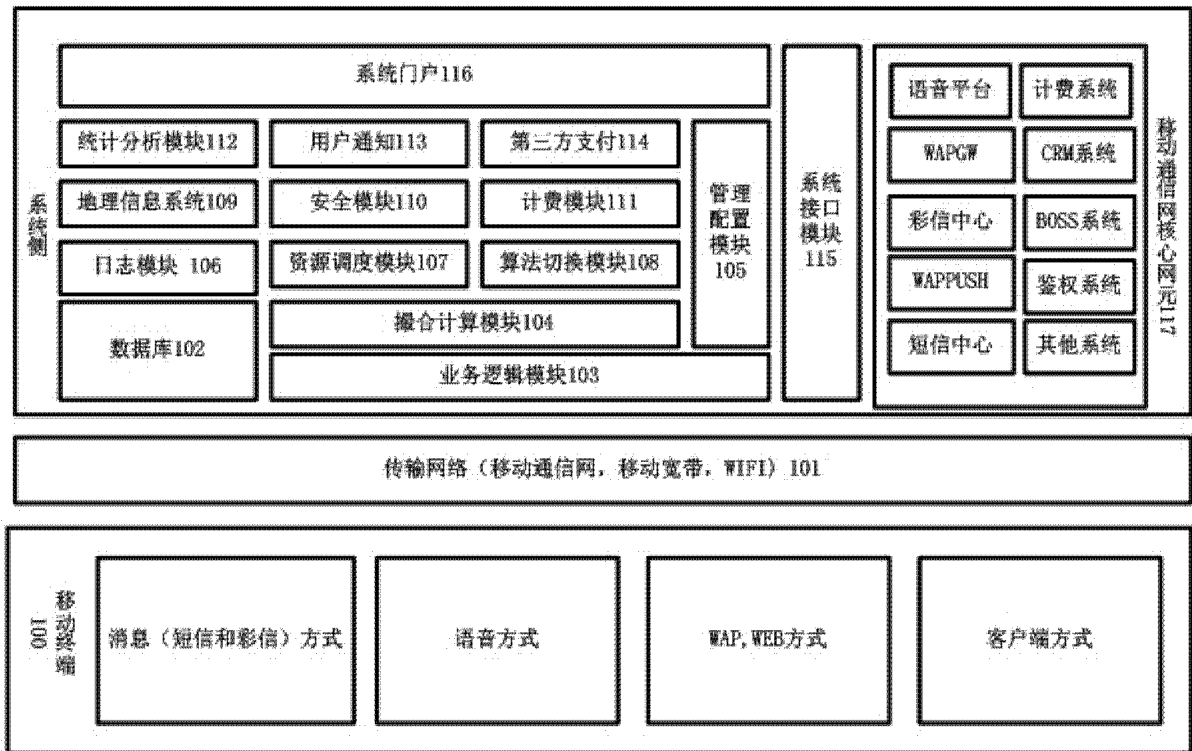 系统侧
系统门户116
统计分析模块112
用户通知113
第三方支付114
地理信息系统109
安全模块110
计费模块111
日志模块 106
资源调度模块107
算法切换模块108
数据库102
撮合计算模块104
业务逻辑模块103
管理
配置
模块
105
系统
接口
模块
115
语音平台
计费系统
WAPGW
CRM系统
彩信中心
BOSS系统
WAPPUSH
鉴权系统
短信中心
其他系统
移动通信网核心网元117
传输网络（移动通信网，移动宽带，WIFI）101
移动终端
100
消息（短信和彩信）方式
语音方式
WAP,WEB方式
客户端方式